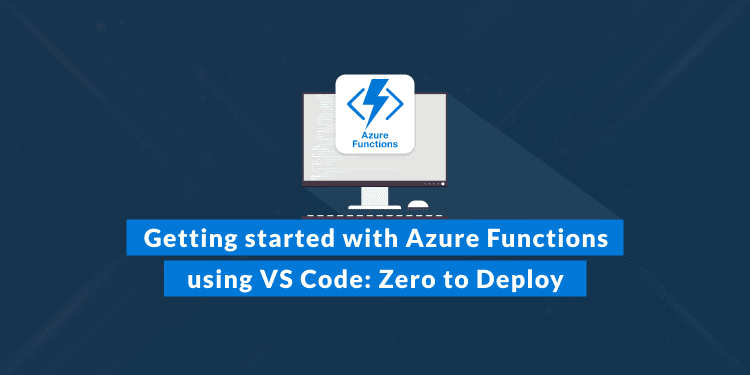 Azure
Functions
Getting started with Azure Functions
using VS Code: Zero to Deploy